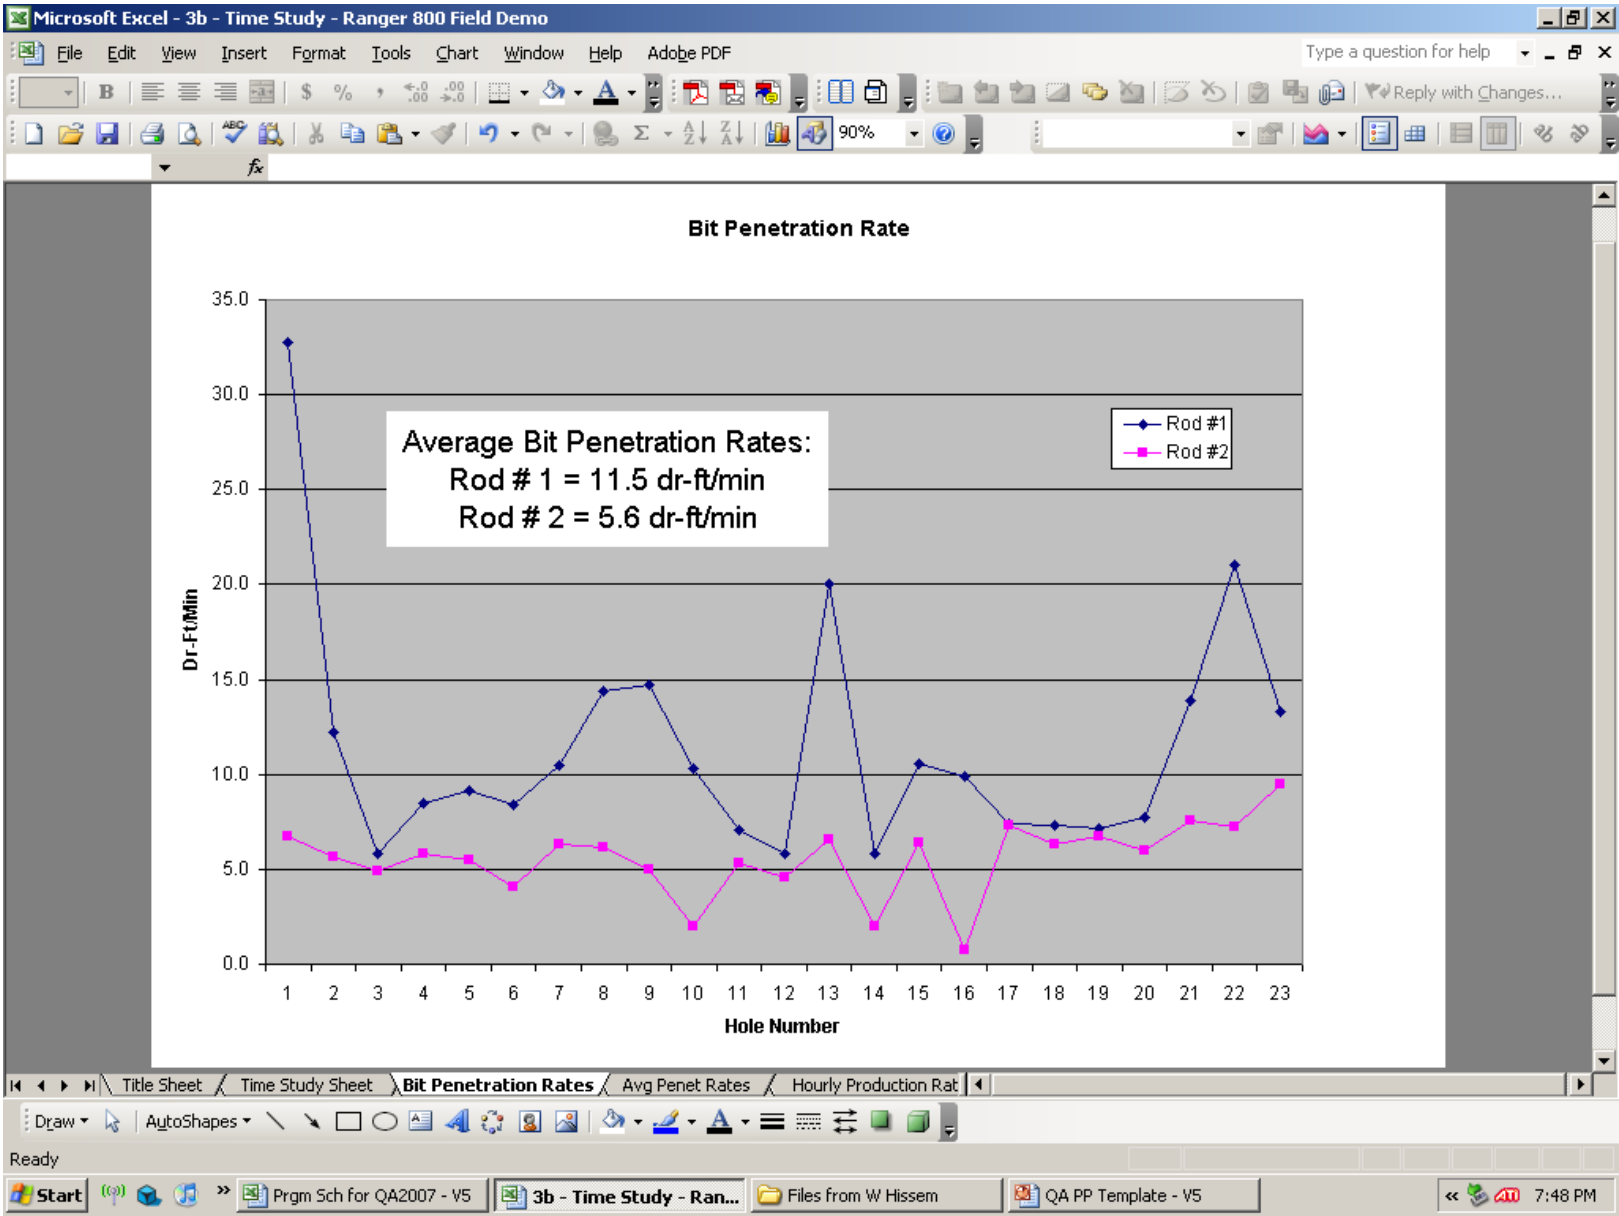 Microsoft Excel - 3b - Time Study - Ranger 800 Field Demo
File Edit View Insert Format Tools Chart Window Help Adobe PDF Type a question for help
Reply with Changes...
90%
fx
Bit Penetration Rate
35.0
30.0
25.0
20.0
15.0
10.0
5.0
0.0
Dr-Ft/Min
Average Bit Penetration Rates:
Rod # 1 = 11.5 dr-ft/min
Rod # 2 = 5.6 dr-ft/min
Rod #1
Rod #2
1 2 3 4 5 6 7 8 9 10 11 12 13 14 15 16 17 18 19 20 21 22 23
Hole Number
Title Sheet Time Study Sheet Bit Penetration Rates Avg Penet Rates Hourly Production Rat
Draw AutoShapes
Ready
Start Prgm Sch for QA2007 - V5 3b - Time Study - Ran... Files from W Hissem QA PP Template - V5 7:48 PM